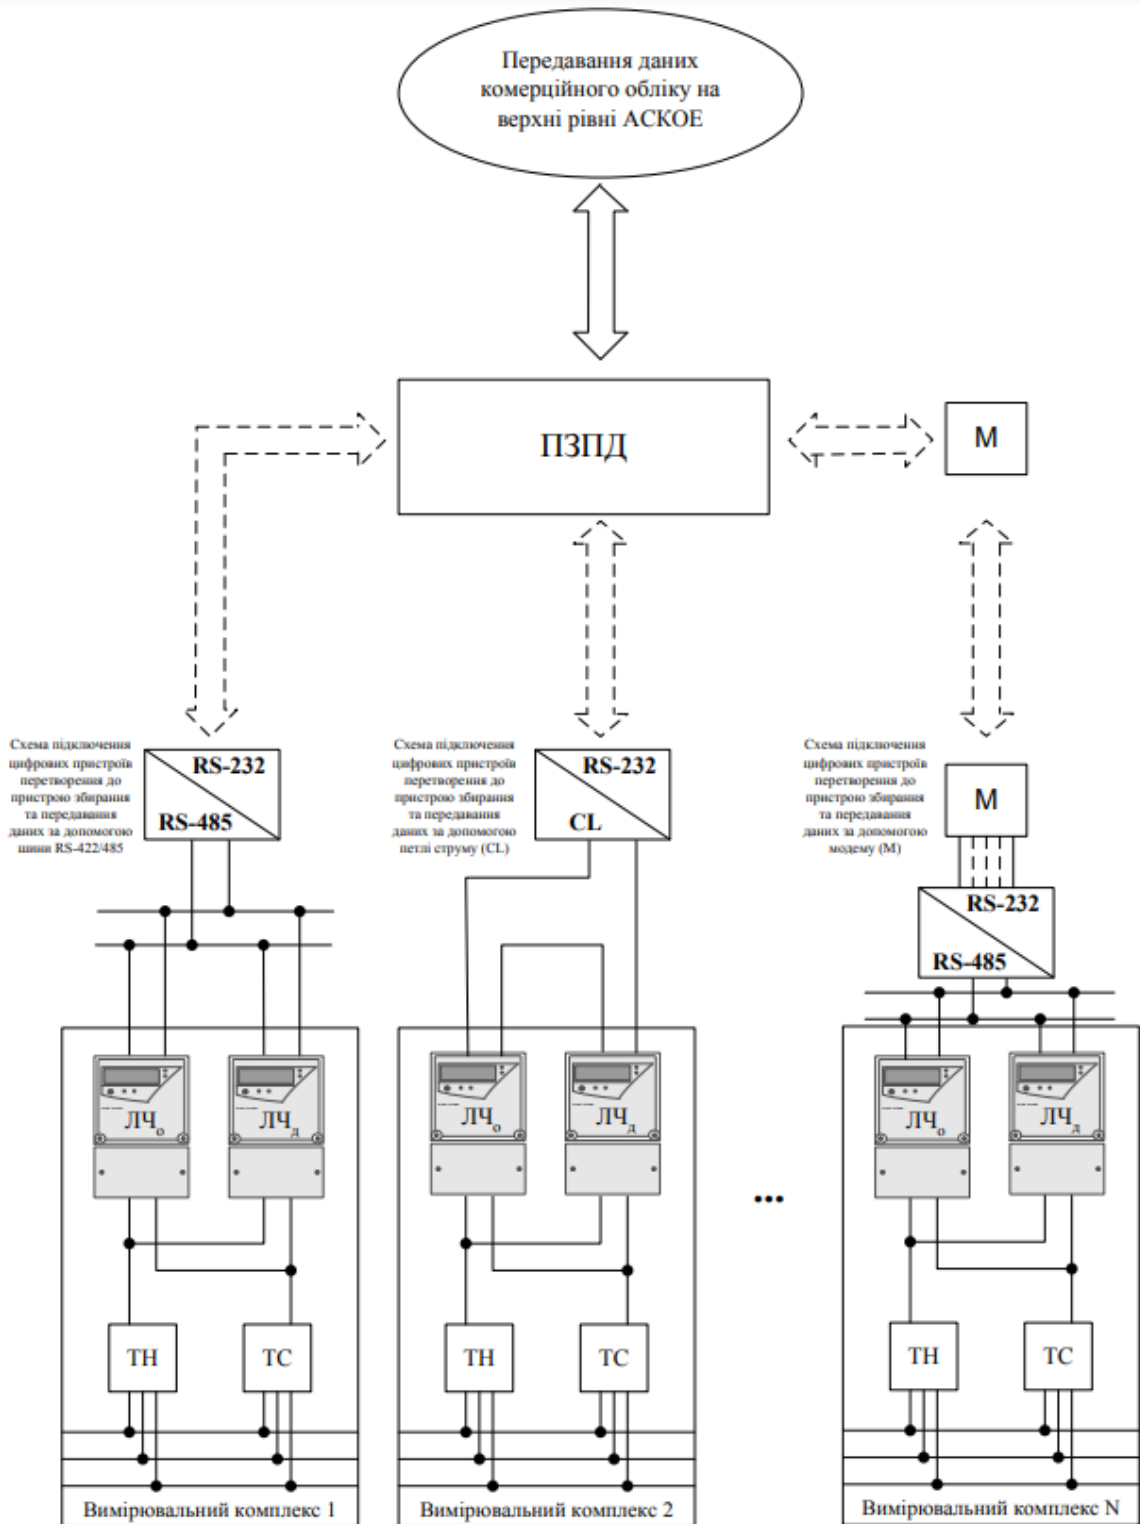 Передавання даних
комерційного обліку на
верхні рівні АСКОЕ
ПЗПД
М
Схема підключення
цифрових пристроїв
перетворення до
пристрою збирання
та передавання
даних за допомогою
шини RS-422/485
RS-232
RS-485
Схема підключення
цифрових пристроїв
перетворення до
пристрою збирання
та передавання
даних за допомогою
петлі струму (CL)
RS-232
CL
Схема підключення
цифрових пристроїв
перетворення до
пристрою збирання
та передавання
даних за допомогою
модему (М)
М
RS-232
RS-485
ЛЧо
ЛЧд
ЛЧо
ЛЧд
ЛЧо
ЛЧд
...
ТН
ТС
ТН
ТС
ТН
ТС
Вимірювальний комплекс 1
Вимірювальний комплекс 2
Вимірювальний комплекс N